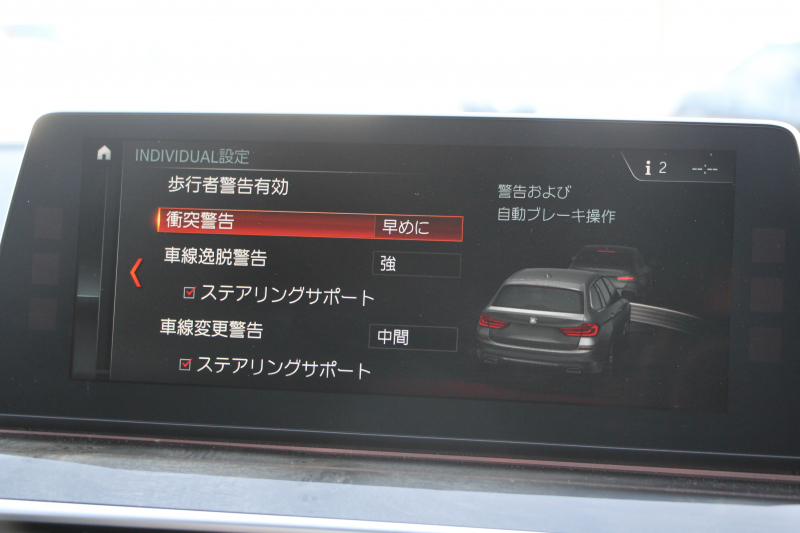 INDIVIDUAL設定
i 2 --:--
歩行者警告有効
衝突警告 早めに
車線逸脱警告 強
ステアリングサポート
車線変更警告 中間
ステアリングサポート
警告および
自動ブレーキ操作